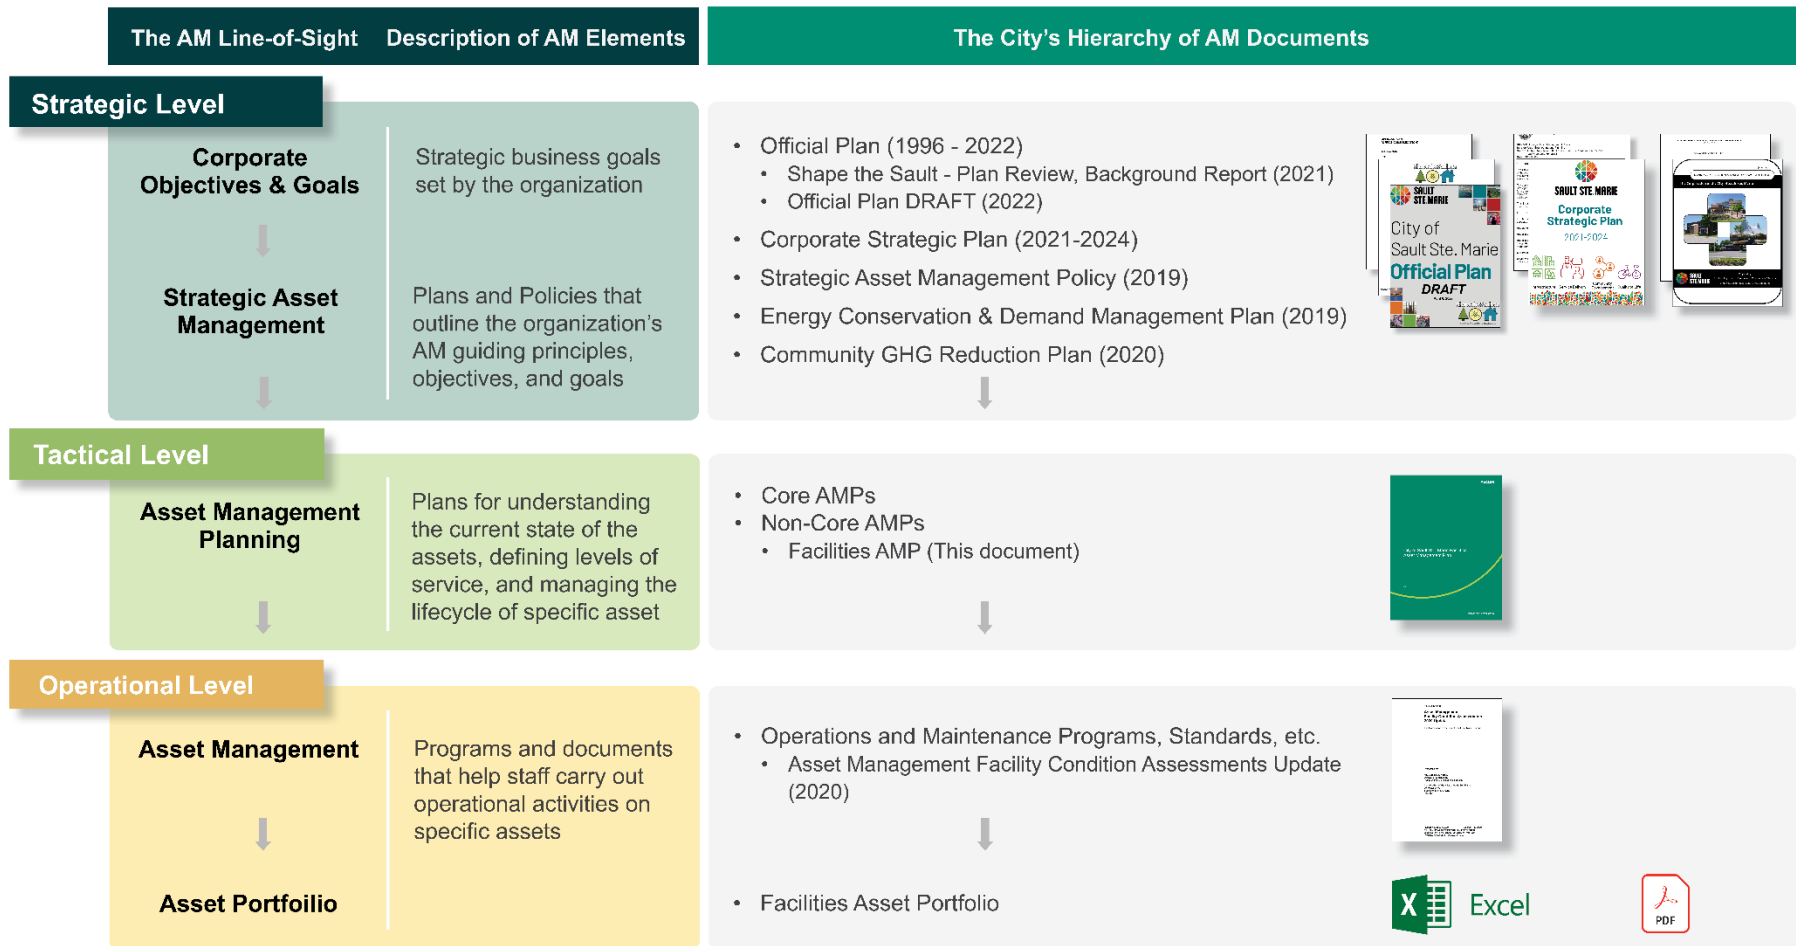 The AM Line-of-Sight
Description of AM Elements
The City's Hierarchy of AM Documents
Strategic Level
Corporate
Objectives & Goals
Strategic business goals
set by the organization
Strategic Asset
Management
Plans and Policies that
outline the organization's
AM guiding principles,
objectives, and goals
• Official Plan (1996 - 2022)
• Shape the Sault - Plan Review, Background Report (2021)
• Official Plan DRAFT (2022)
• Corporate Strategic Plan (2021-2024)
• Strategic Asset Management Policy (2019)
• Energy Conservation & Demand Management Plan (2019)
• Community GHG Reduction Plan (2020)
SAULT
STE.MARIE
City of
Sault Ste. Marie
Official Plan
DRAFT
SAULT STE.MARIE
Corporate
Strategic Plan
2021-2024
SAULT
STE.MARIE
Tactical Level
Asset Management
Planning
Plans for understanding
the current state of the
assets, defining levels of
service, and managing the
lifecycle of specific asset
• Core AMPs
• Non-Core AMPs
• Facilities AMP (This document)
Operational Level
Asset Management
Programs and documents
that help staff carry out
operational activities on
specific assets
• Operations and Maintenance Programs, Standards, etc.
• Asset Management Facility Condition Assessments Update
(2020)
Asset Portfoilio
• Facilities Asset Portfolio
X
Excel
PDF